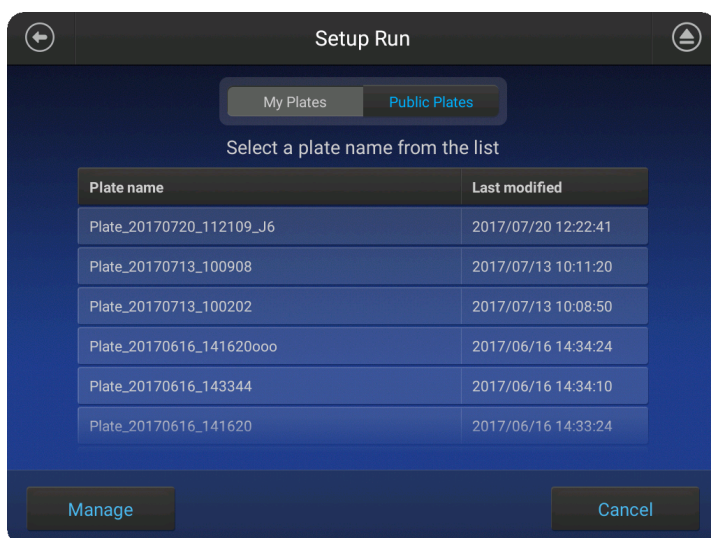 Setup Run
My Plates Public Plates
Select a plate name from the list
Plate name Last modified
Plate_20170720_112109_J6 2017/07/20 12:22:41
Plate_20170713_100908 2017/07/13 10:11:20
Plate_20170713_100202 2017/07/13 10:08:50
Plate_20170616_141620ooo 2017/06/16 14:34:24
Plate_20170616_143344 2017/06/16 14:34:10
Plate_20170616_141620 2017/06/16 14:33:24
Manage Cancel